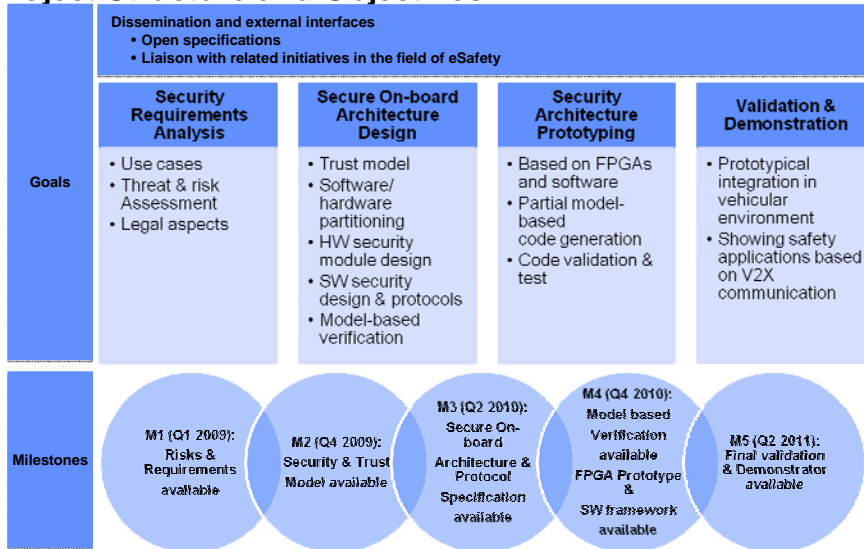 Dissemination and external interfaces
• Open specifications
• Liaison with related initiatives in the field of eSafety
Goals
Security
Requirements
Analysis
• Use cases
• Threat & risk
Assessment
• Legal aspects
Secure On-board
Architecture
Design
• Trust model
• Software/
hardware
partitioning
• HW security
module design
• SW security
design & protocols
• Model-based
verification
Security
Architecture
Prototyping
• Based on FPGAs
and software
• Partial model-
based
code generation
• Code validation &
test
Validation &
Demonstration
• Prototypical
integration in
vehicular
environment
• Showing safety
applications based
on V2X
communication
Milestones
M1 (Q1 2009):
Risks &
Requirements
available
M2 (Q4 2009):
Security & Trust
Model available
M3 (Q2 2010):
Secure On-
board
Architecture &
Protocol
Specification
available
M4 (Q4 2010):
Model based
Verification
available
FPGA Prototype
&
SW framework
available
M5 (Q2 2011):
Final validation
& Demonstrator
available